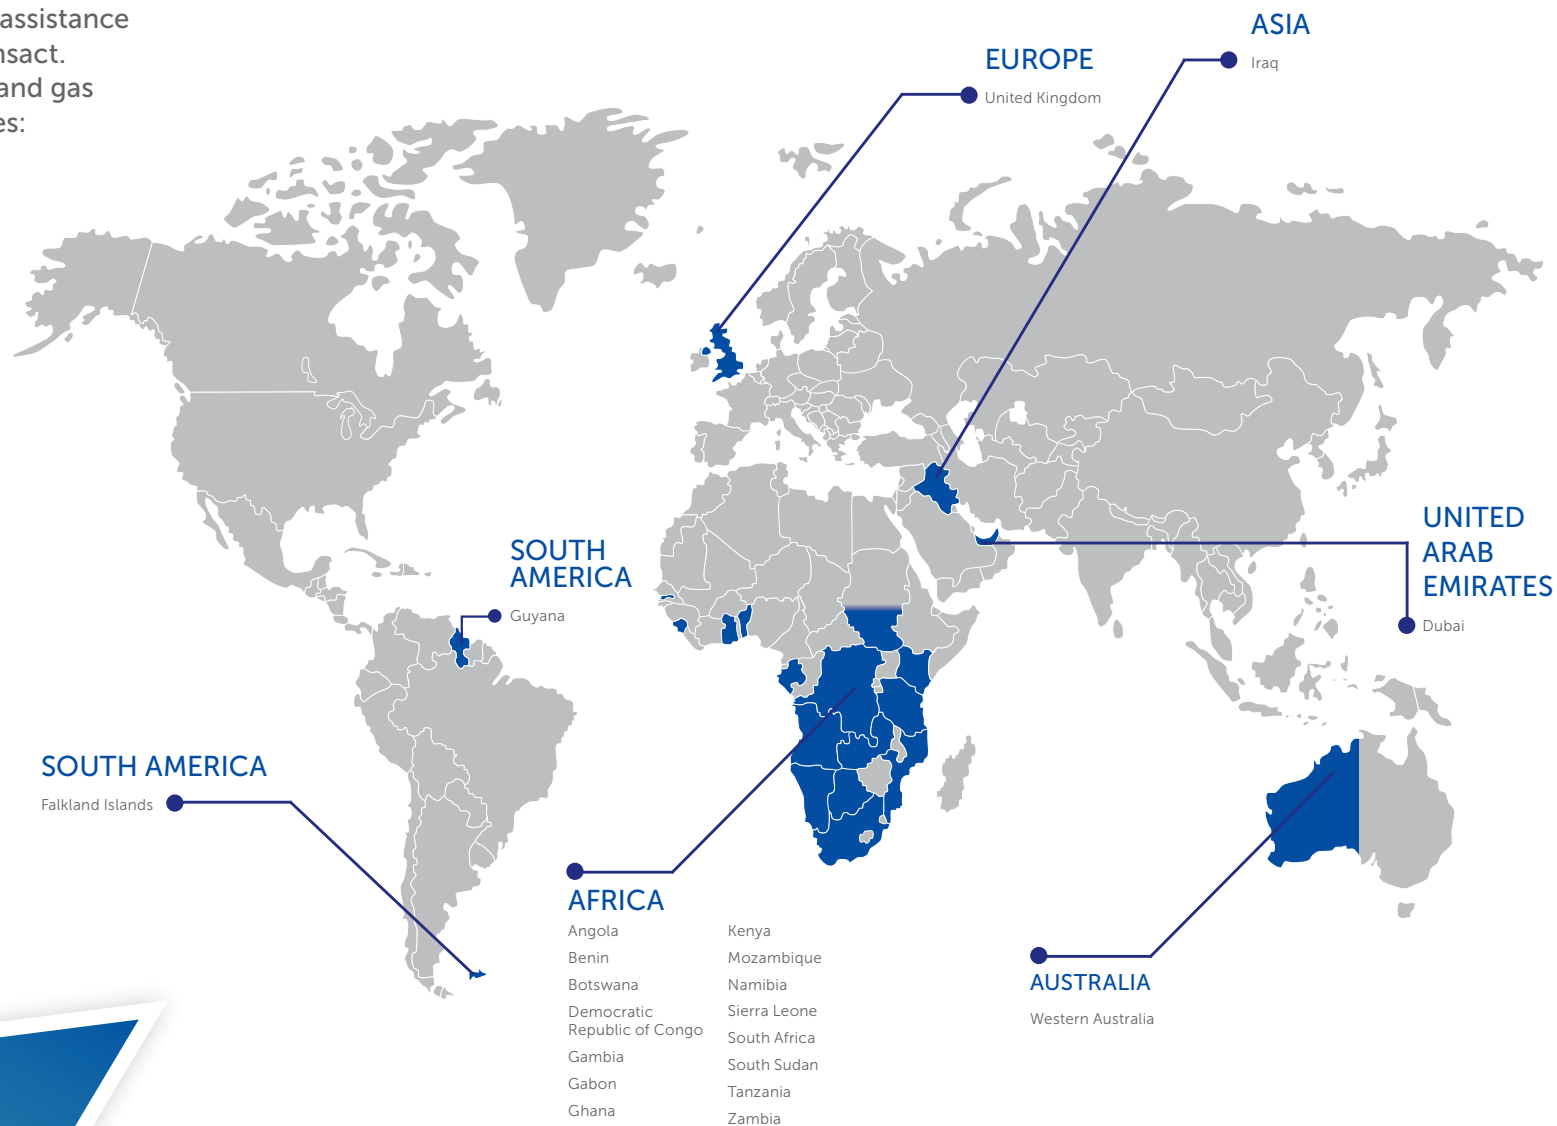 assistance
nsact.
and gas
es:
ASIA
Iraq
EUROPE
United Kingdom
UNITED
ARAB
EMIRATES
Dubai
SOUTH
AMERICA
Guyana
SOUTH AMERICA
Falkland Islands
AFRICA
Angola
Benin
Botswana
Democratic
Republic of Congo
Gambia
Gabon
Ghana
Kenya
Mozambique
Namibia
Sierra Leone
South Africa
South Sudan
Tanzania
Zambia
AUSTRALIA
Western Australia